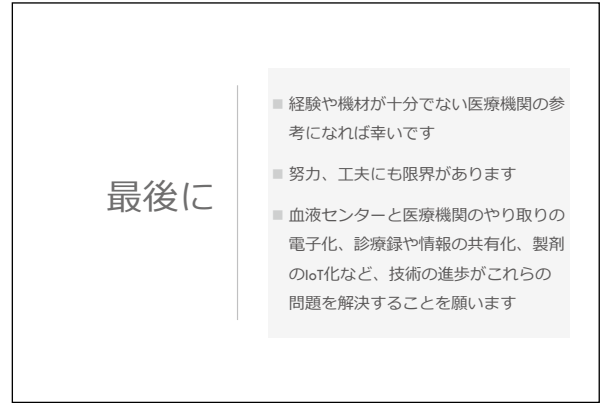 最後に
■ 経験や機材が十分でない医療機関の参
考になれば幸いです
■ 努力、工夫にも限界があります
■ 血液センターと医療機関のやり取りの
電子化、診療録や情報の共有化、製剤
のIoT化など、技術の進歩がこれらの
問題を解決することを願います